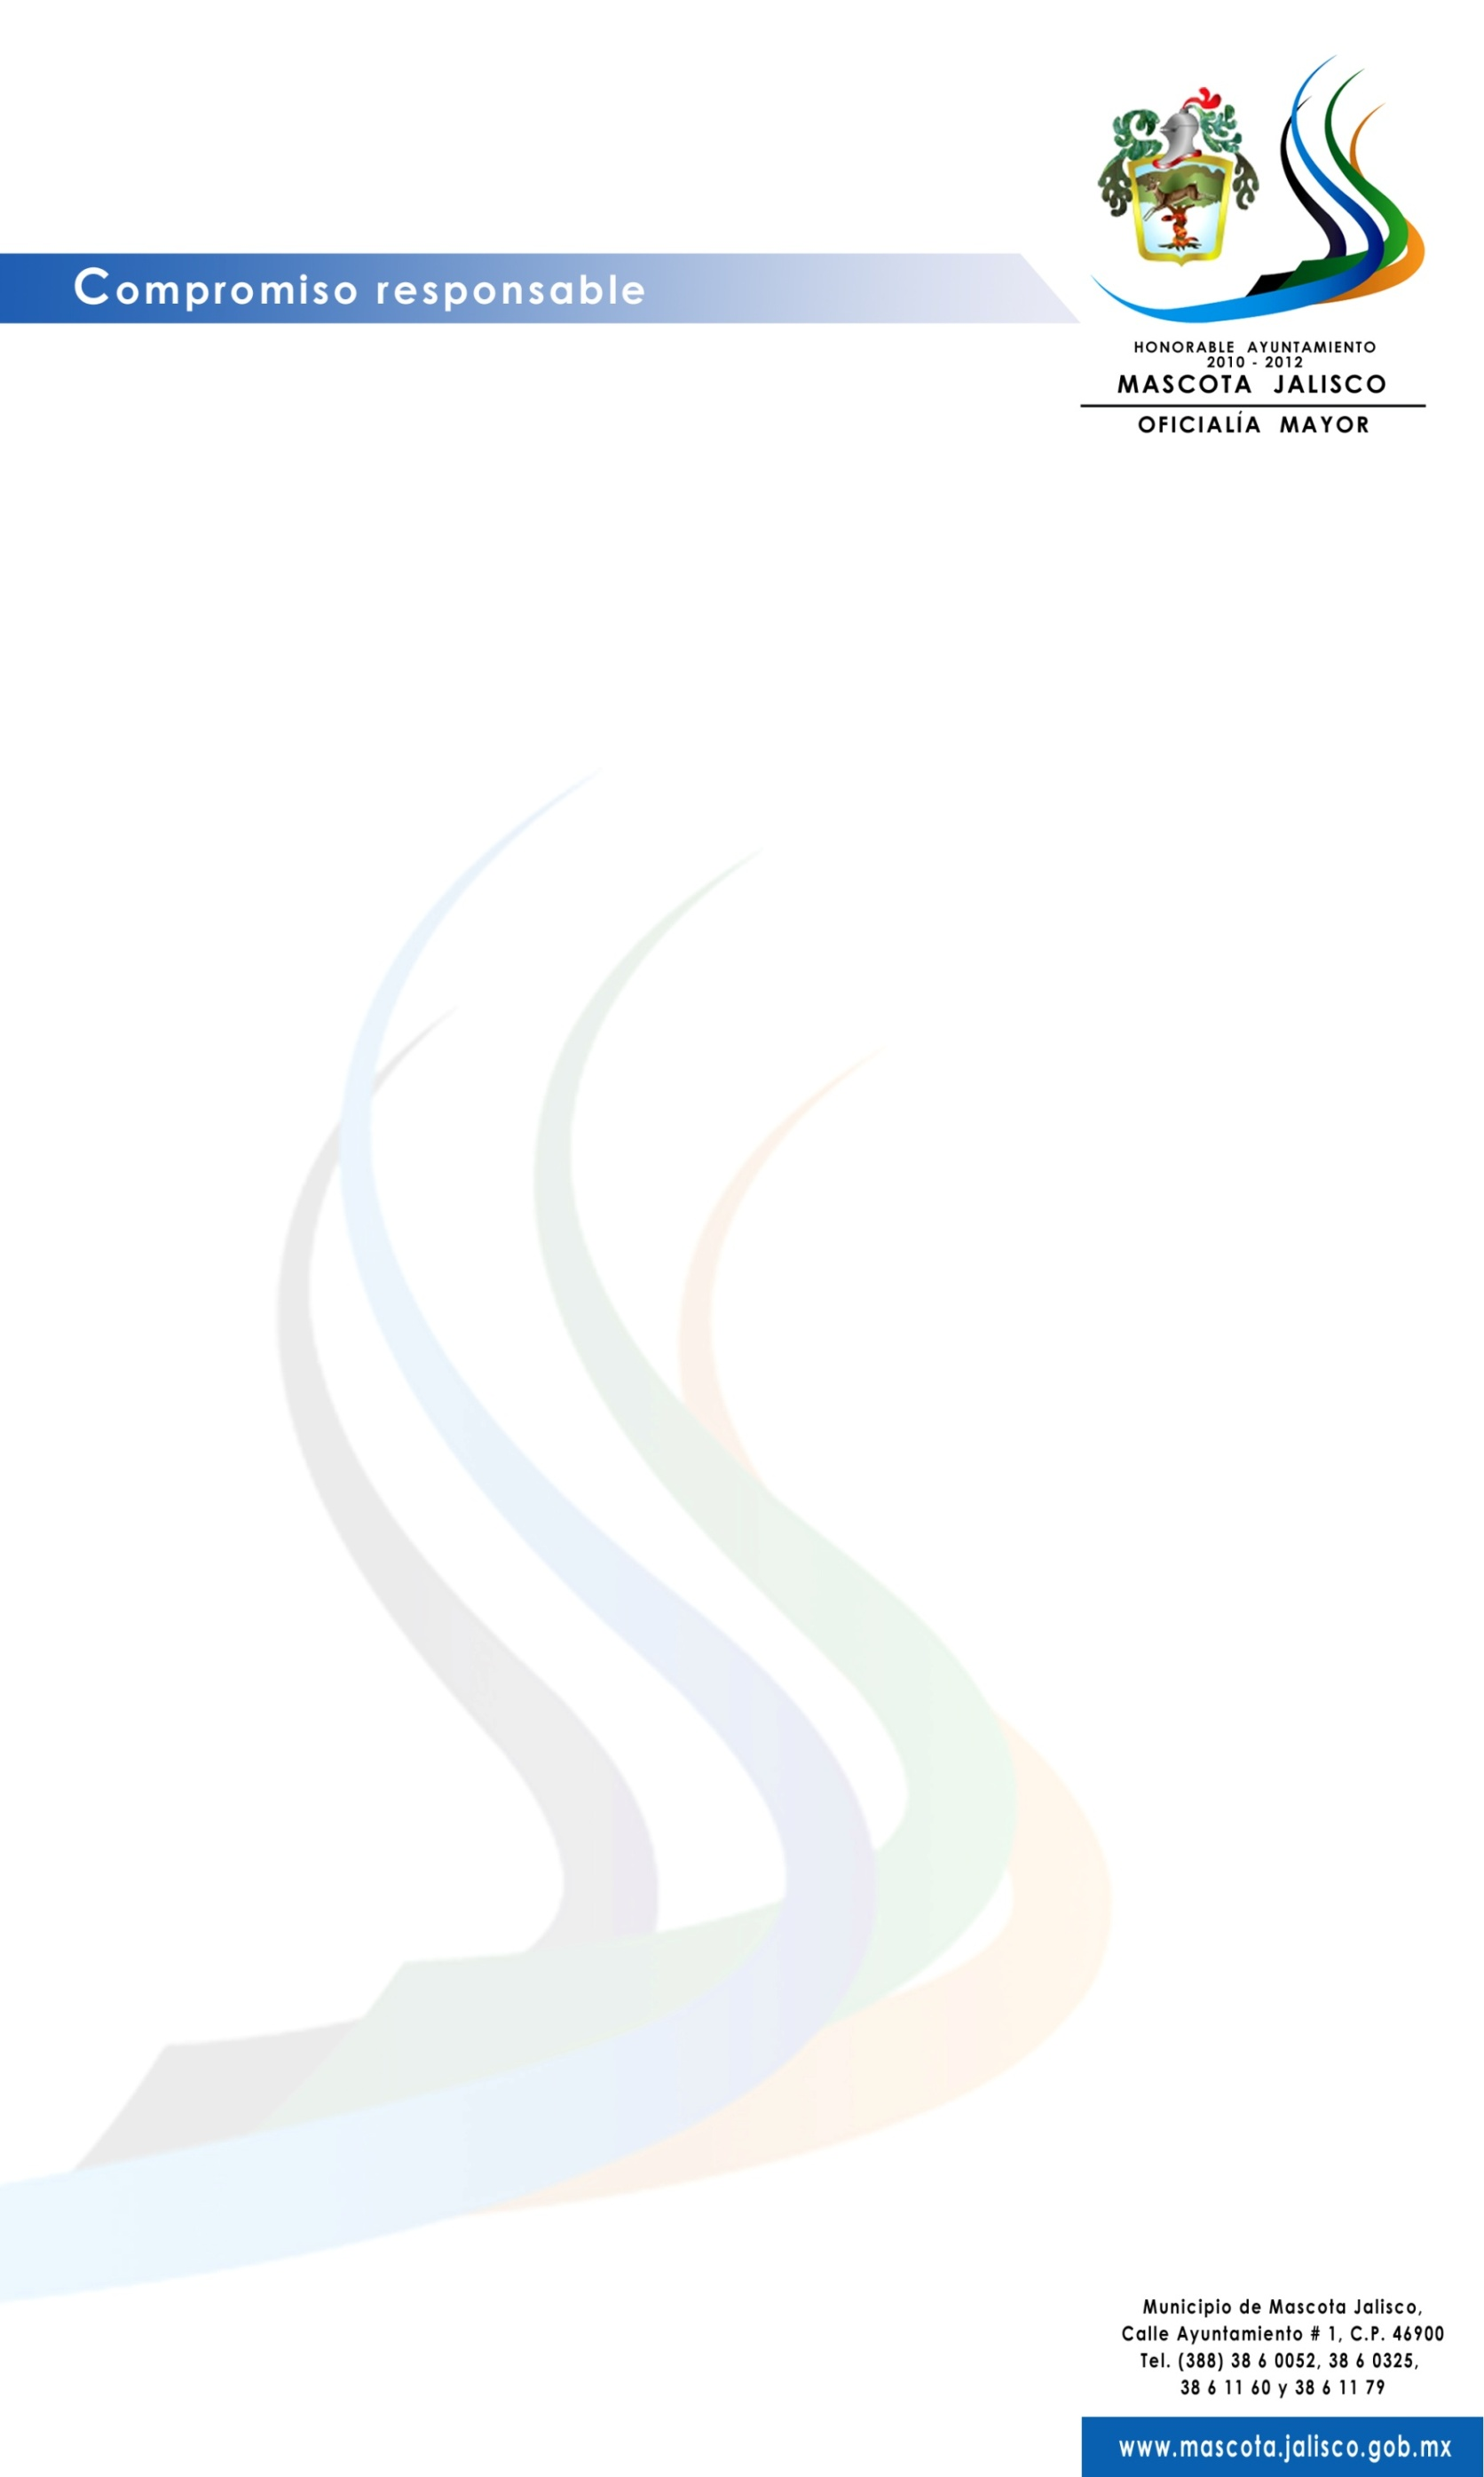 Compromiso responsable
HONORABLE AYUNTAMIENTO
2010 - 2012
MASCOTA JALISCO
OFICIALÍA MAYOR
Municipio de Mascota Jalisco,
Calle Ayuntamiento # 1, C.P. 46900
Tel. (388) 38 6 0052, 38 6 0325,
38 6 11 60 y 38 6 11 79
www.mascota.jalisco.gob.mx